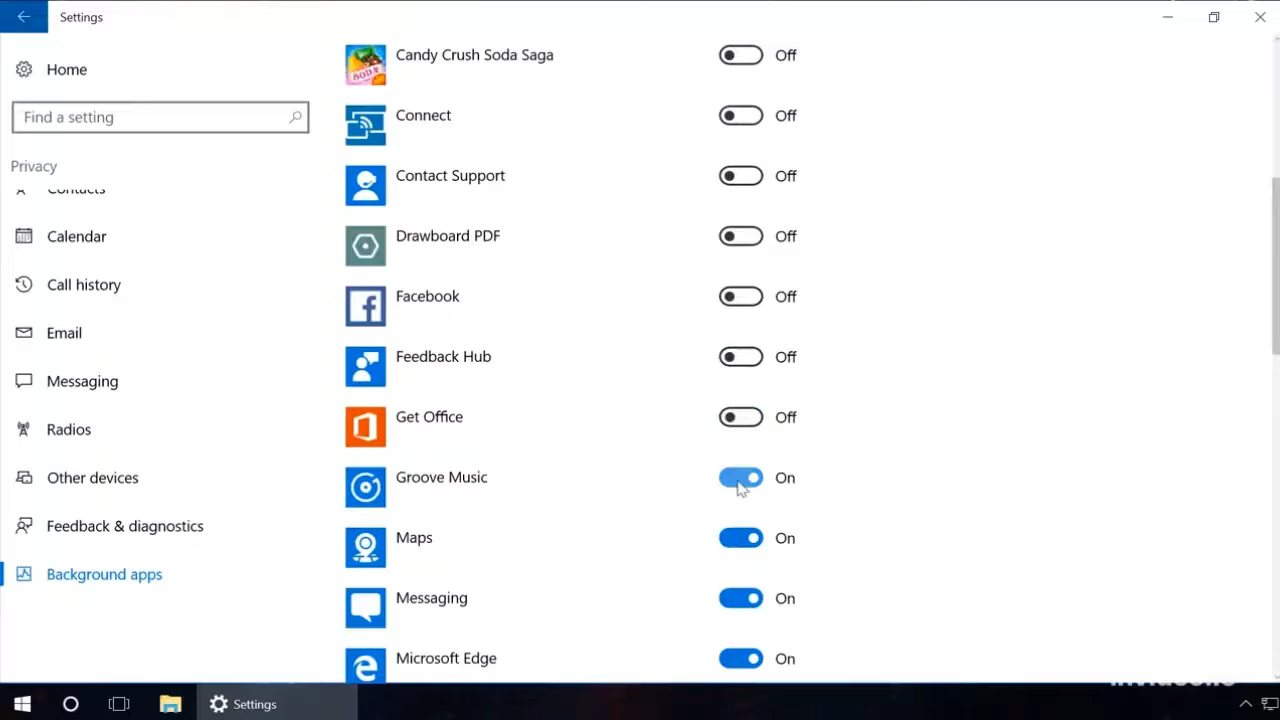 Settings
Home
Find a setting
Privacy
Contacts
Calendar
Call history
Email
Messaging
Radios
Other devices
Feedback & diagnostics
Background apps
Candy Crush Soda Saga Off
SODA
Connect Off
Contact Support Off
Drawboard PDF Off
Facebook Off
Feedback Hub Off
Get Office Off
Groove Music On
Maps On
Messaging On
Microsoft Edge On
Settings